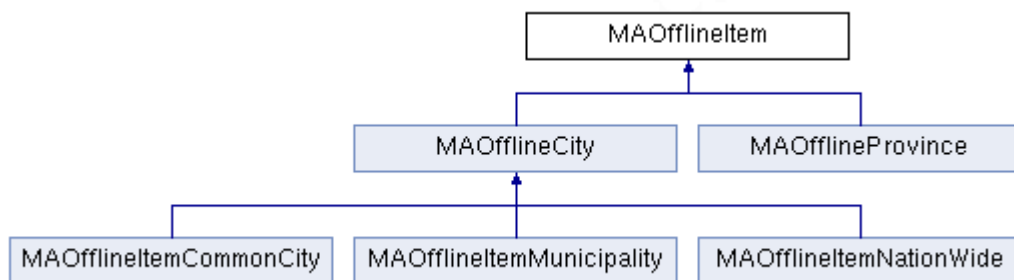 MAOfflineItem
MAOfflineCity
MAOfflineProvince
MAOfflineItemCommonCity
MAOfflineItemMunicipality
MAOfflineItemNationWide